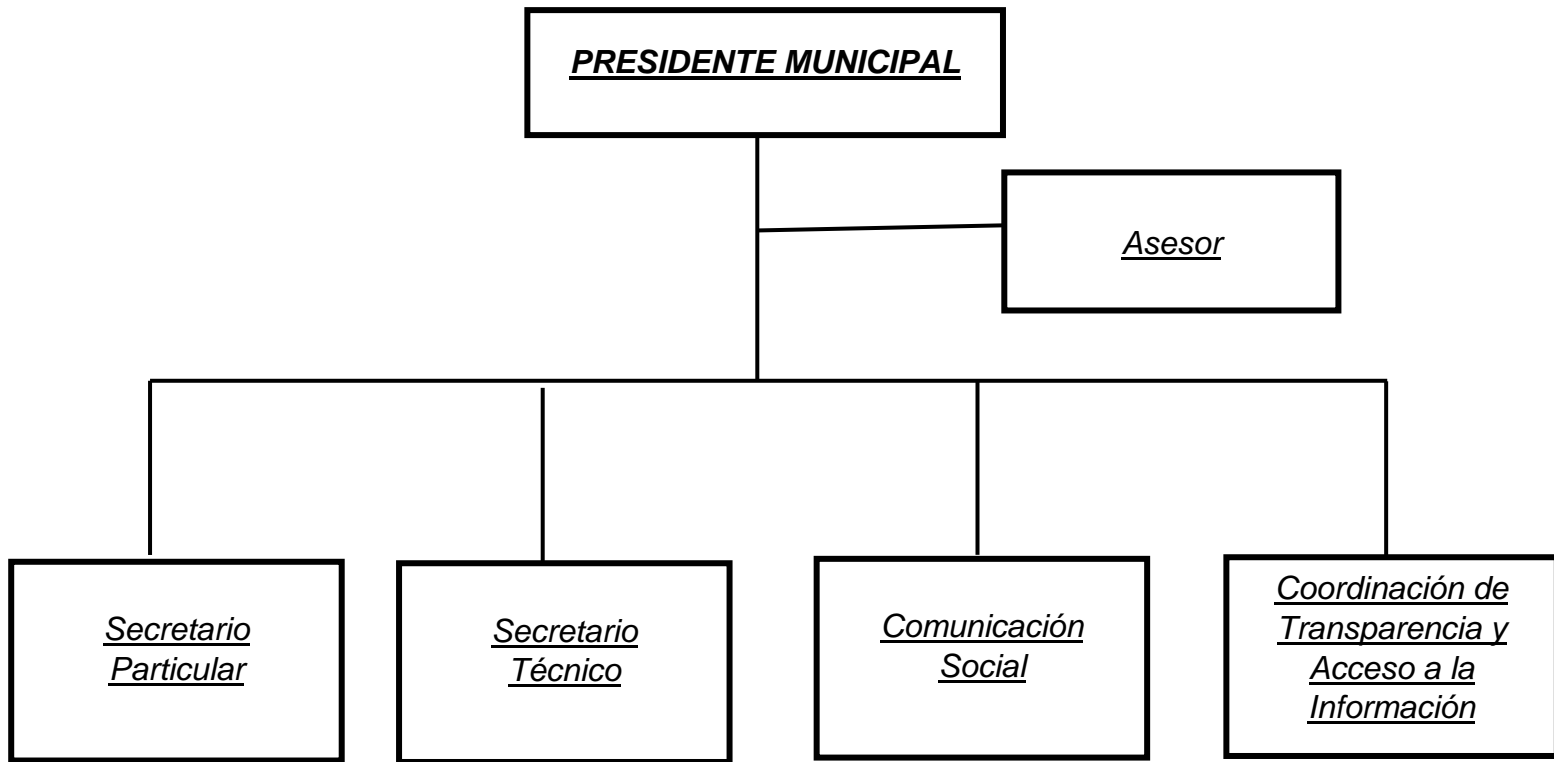 PRESIDENTE MUNICIPAL
Asesor
Secretario
Particular
Secretario
Técnico
Comunicación
Social
Coordinación de
Transparencia y
Acceso a la
Información